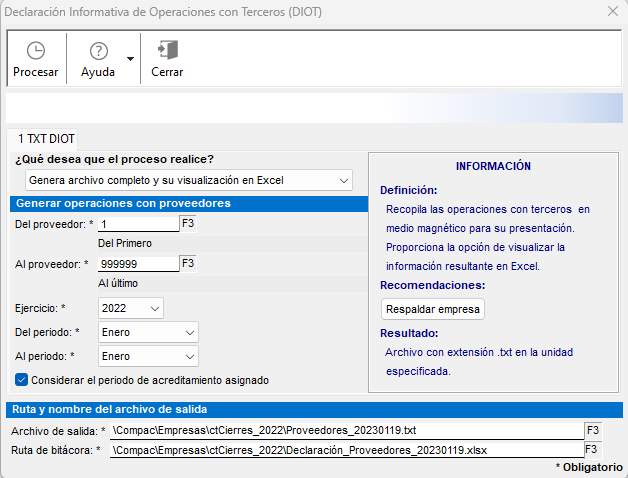 Declaración Informativa de Operaciones con Terceros (DIOT)
Procesar
Ayuda
Cerrar
1 TXT DIOT
¿Qué desea que el proceso realice?
Genera archivo completo y su visualización en Excel
Generar operaciones con proveedores
Del proveedor: * 1 F3
Del Primero
Al proveedor: * 999999 F3
Al último
Ejercicio: * 2022
Del periodo: * Enero
Al periodo: * Enero
Considerar el periodo de acreditamiento asignado
INFORMACIÓN
Definición:
Recopila las operaciones con terceros en
medio magnético para su presentación.
Proporciona la opción de visualizar la
información resultante en Excel.
Recomendaciones:
Respaldar empresa
Resultado:
Archivo con extensión .txt en la unidad
especificada.
Ruta y nombre del archivo de salida
Archivo de salida: * \Compac\Empresas\ctCierres_2022\Proveedores_20230119.txt F3
Ruta de bitácora: * \Compac\Empresas\ctCierres_2022\Declaración_Proveedores_20230119.xlsx F3
* Obligatorio